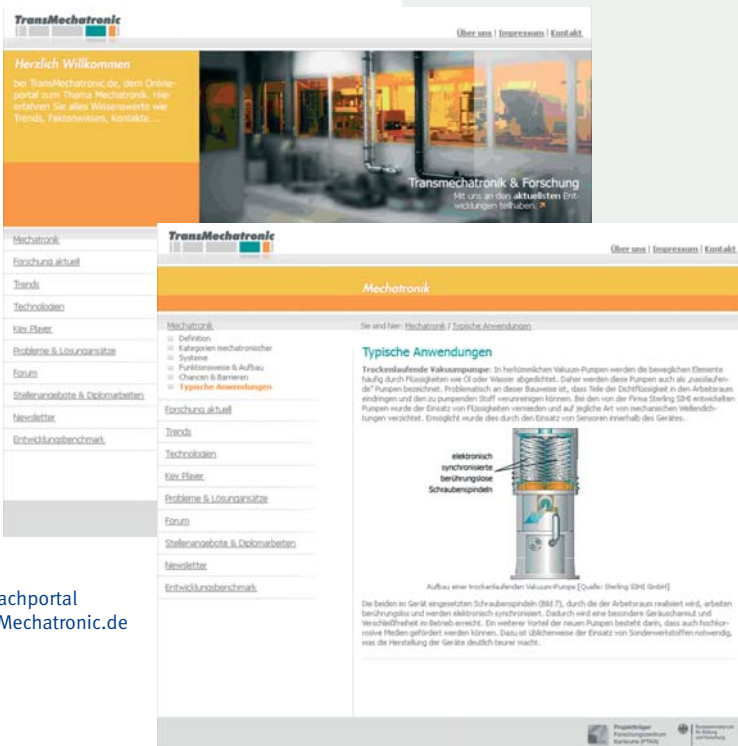 TransMechatronic
Über uns | Impressum | Kontakt
Herzlich Willkommen
bei TransMechatronic.de, dem Online-
portal zum Thema Mechatronik. Hier
erfahren Sie alles Wissenswerte wie
Trends, Faktenwissen, Kontakte...
Transmechatronik & Forschung
Mit uns an den aktuellsten Ent-
wicklungen teilhaben.
Mechatronik
Forschung aktuell
Trends
Technologien
Key Player
Probleme & Lösungsansätze
Forum
Stellenangebote & Diplomarbeiten
Newsletter
Entwicklungsbenchmark
TransMechatronic
Über uns | Impressum | Kontakt
Mechatronik
Mechatronik
Definition
Kategorien mechatronischer
Systeme
Funktionsweise & Aufbau
Chancen & Barrieren
Typische Anwendungen
Forschung aktuell
Trends
Technologien
Key Player
Probleme & Lösungsansätze
Forum
Stellenangebote & Diplomarbeiten
Newsletter
Entwicklungsbenchmark
Sie sind hier: Mechatronik / Typische Anwendungen
Typische Anwendungen
Trockenlaufende Vakuumpumpe: In herkömmlichen Vakuum-Pumpen werden die beweglichen Elemente
häufig durch Flüssigkeiten wie Öl oder Wasser abgedichtet. Daher werden diese Pumpen auch als „nasslaufen-
de" Pumpen bezeichnet. Problematisch an dieser Bauweise ist, dass Teile der Dichtflüssigkeit in den Arbeitsraum
eindringen und den zu pumpenden Stoff verunreinigen können. Bei den von der Firma Sterling SIHI entwickelten
Pumpen wurde der Einsatz von Flüssigkeiten vermieden und auf jegliche Art von mechanischen Wellendich-
tungen verzichtet. Ermöglicht wurde dies durch den Einsatz von Sensoren innerhalb des Gerätes.
elektronisch
synchronisierte
berührungslose
Schraubenspindeln
Aufbau einer trockenlaufenden Vakuum-Pumpe [Quelle: Sterling SIHI GmbH]
Die beiden im Gerät eingesetzten Schraubenspindeln (Bild 7), durch die der Arbeitsraum realisiert wird, arbeiten
berührungslos und werden elektronisch synchronisiert. Dadurch wird eine besondere Geräuscharmut und
Verschleißfreiheit im Betrieb erreicht. Ein weiterer Vorteil der neuen Pumpen besteht darin, dass auch hochkor-
rosive Medien gefördert werden können. Dazu ist üblicherweise der Einsatz von Sonderwerkstoffen notwendig,
was die Herstellung der Geräte deutlich teurer macht.
Projektträger
Forschungszentrum
Karlsruhe (PTKA)
Bundesministerium
für Bildung
und Forschung
achportal
Mechatronic.de